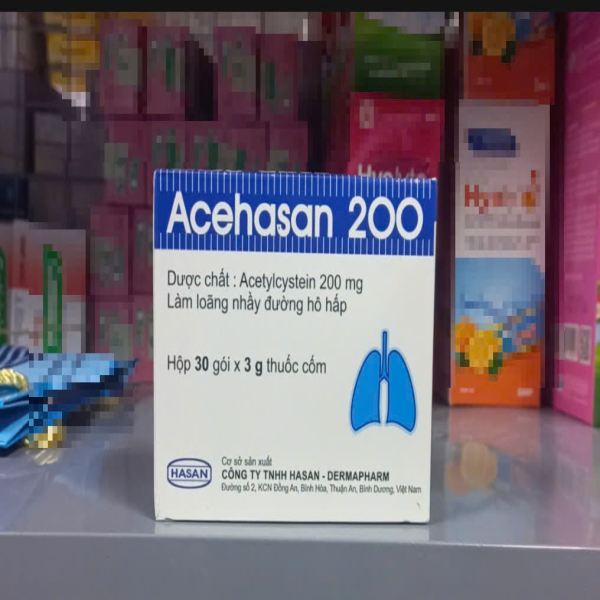 Acehasan 200
Dược chất : Acetylcystein 200 mg
Làm loãng nhầy đường hô hấp
Hộp 30 gói x 3 g thuốc cốm
HASAN
Cơ sở sản xuất
CÔNG TY TNHH HASAN - DERMAPHARM
Đường số 2, KCN Đồng An, Bình Hòa, Thuận An, Bình Dương, Việt Nam